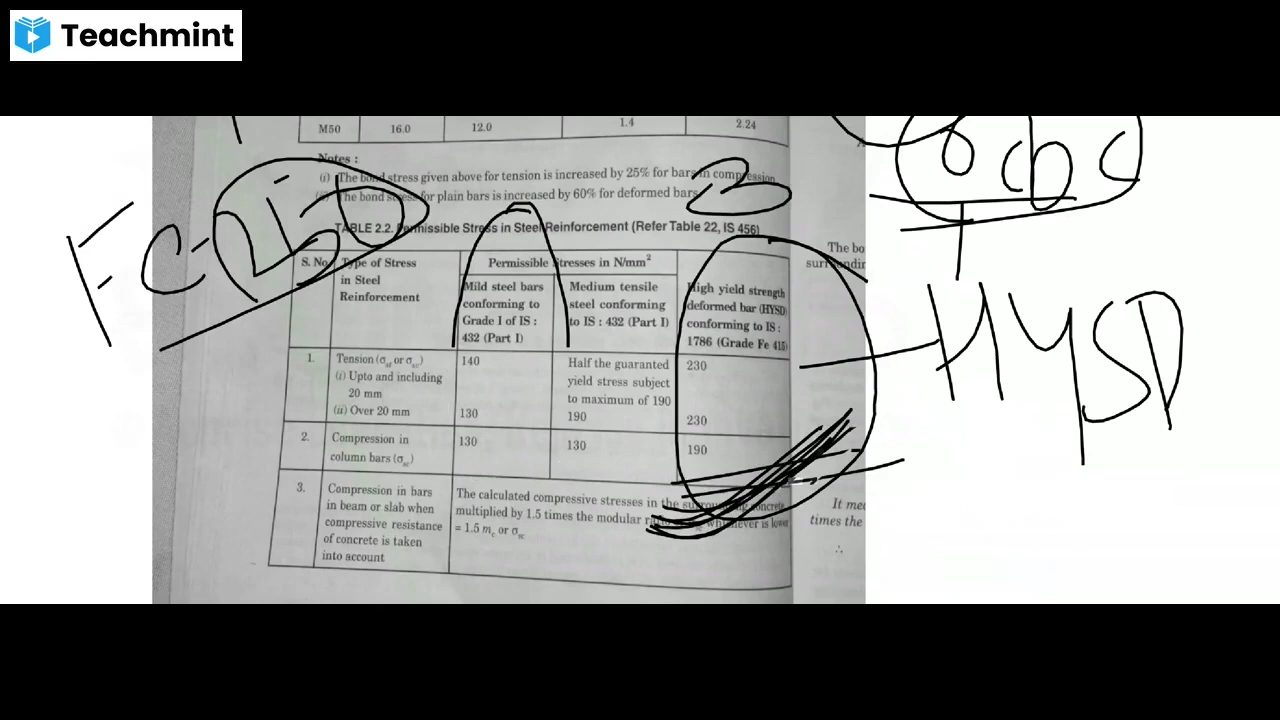 Teachmint
M50 16.0 12.0 1.4 2.24
Notes :
(i) The bond stress given above for tension is increased by 25% for bars in compression
The bond stress for plain bars is increased by 60% for deformed bars
σcbc
TABLE 2.2. Permissible Stress in Steel Reinforcement (Refer Table 22, IS 456)
S. No. Type of Stress in Steel Reinforcement
Permissible Stresses in N/mm²
Mild steel bars conforming to Grade I of IS : 432 (Part I)
Medium tensile steel conforming to IS : 432 (Part I)
High yield strength deformed bar (HYSD) conforming to IS : 1786 (Grade Fe 415)
1. Tension (σst or σsc)
(i) Upto and including 20 mm 140 Half the guaranted yield stress subject to maximum of 190 230
(ii) Over 20 mm 130 190 230
2. Compression in column bars (σsc) 130 130 190
3. Compression in bars in beam or slab when compressive resistance of concrete is taken into account
The calculated compressive stresses in the surrounding concrete multiplied by 1.5 times the modular whichever is lower
= 1.5 mc or σsc
The bo
It mea
times the
∴
HYSD